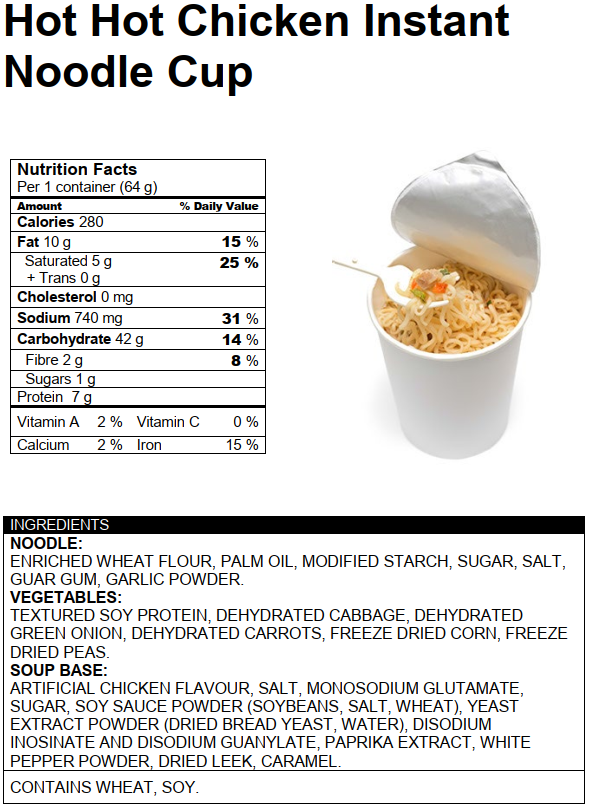 Hot Hot Chicken Instant
Noodle Cup
Nutrition Facts
Per 1 container (64 g)
Amount % Daily Value
Calories 280
Fat 10 g 15 %
Saturated 5 g 25 %
+ Trans 0 g
Cholesterol 0 mg
Sodium 740 mg 31 %
Carbohydrate 42 g 14 %
Fibre 2 g 8 %
Sugars 1 g
Protein 7 g
Vitamin A 2 % Vitamin C 0 %
Calcium 2 % Iron 15 %
INGREDIENTS
NOODLE:
ENRICHED WHEAT FLOUR, PALM OIL, MODIFIED STARCH, SUGAR, SALT,
GUAR GUM, GARLIC POWDER.
VEGETABLES:
TEXTURED SOY PROTEIN, DEHYDRATED CABBAGE, DEHYDRATED
GREEN ONION, DEHYDRATED CARROTS, FREEZE DRIED CORN, FREEZE
DRIED PEAS.
SOUP BASE:
ARTIFICIAL CHICKEN FLAVOUR, SALT, MONOSODIUM GLUTAMATE,
SUGAR, SOY SAUCE POWDER (SOYBEANS, SALT, WHEAT), YEAST
EXTRACT POWDER (DRIED BREAD YEAST, WATER), DISODIUM
INOSINATE AND DISODIUM GUANYLATE, PAPRIKA EXTRACT, WHITE
PEPPER POWDER, DRIED LEEK, CARAMEL.
CONTAINS WHEAT, SOY.